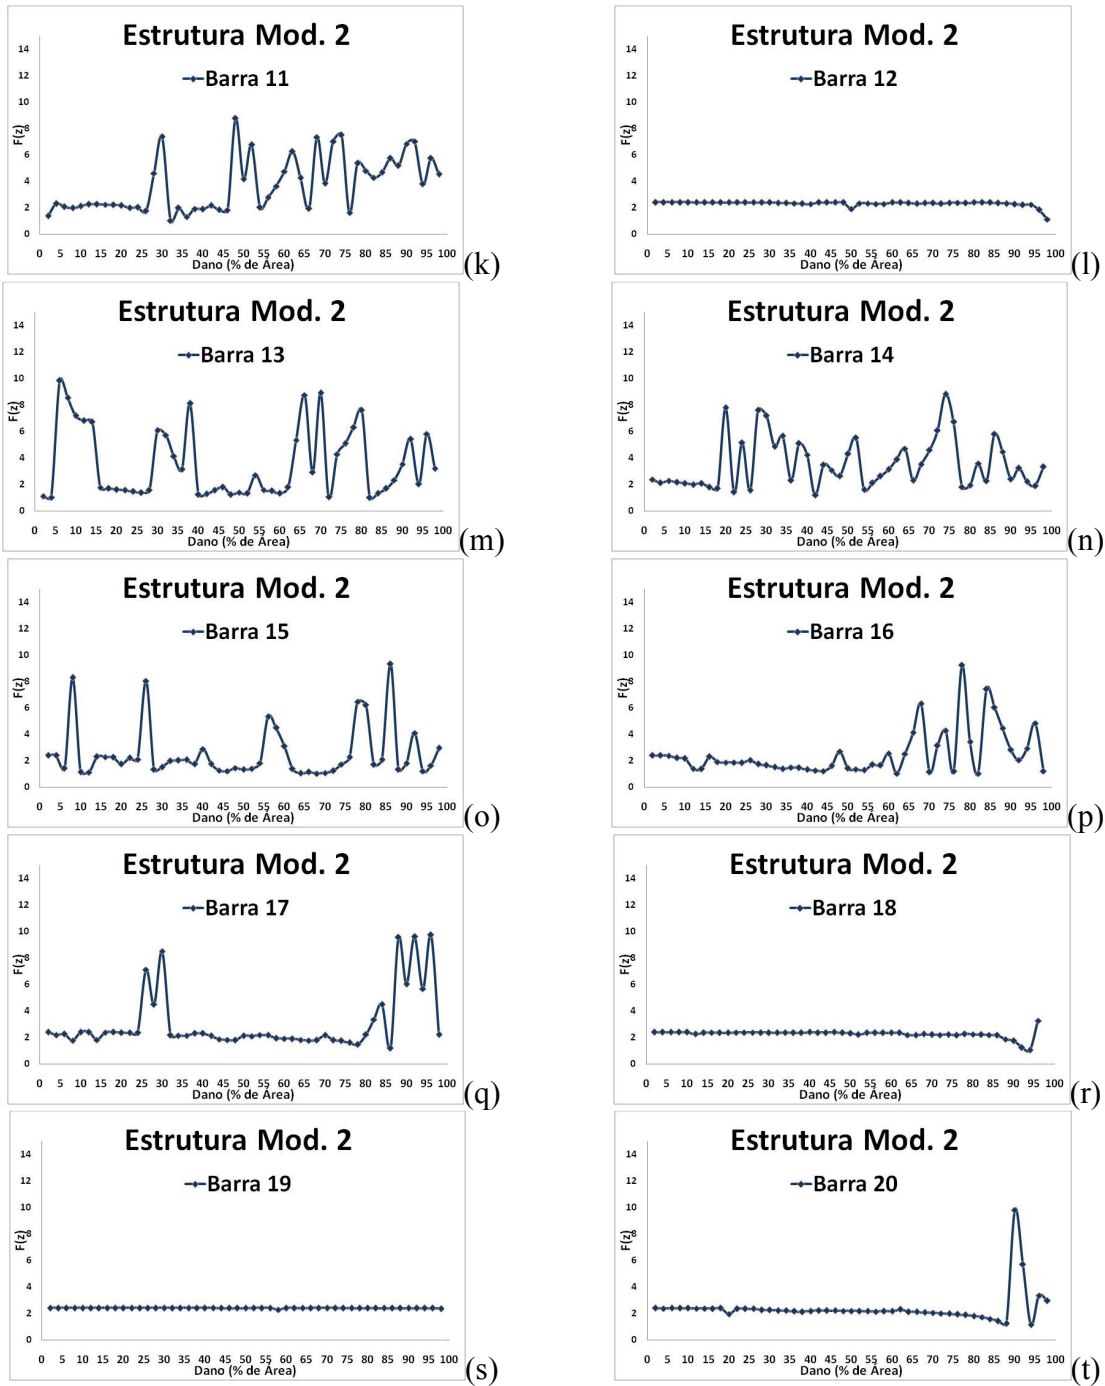 Estrutura Mod. 2
Barra 11
F(z)
14
12
10
8
6
4
2
0
0 5 10 15 20 25 30 35 40 45 50 55 60 65 70 75 80 85 90 95 100
Dano (% de Área)
(k)
Estrutura Mod. 2
Barra 12
F(z)
14
12
10
8
6
4
2
0
0 5 10 15 20 25 30 35 40 45 50 55 60 65 70 75 80 85 90 95 100
Dano (% de Área)
(l)
Estrutura Mod. 2
Barra 13
F(z)
14
12
10
8
6
4
2
0
0 5 10 15 20 25 30 35 40 45 50 55 60 65 70 75 80 85 90 95 100
Dano (% de Área)
(m)
Estrutura Mod. 2
Barra 14
F(z)
14
12
10
8
6
4
2
0
0 5 10 15 20 25 30 35 40 45 50 55 60 65 70 75 80 85 90 95 100
Dano (% de Área)
(n)
Estrutura Mod. 2
Barra 15
F(z)
14
12
10
8
6
4
2
0
0 5 10 15 20 25 30 35 40 45 50 55 60 65 70 75 80 85 90 95 100
Dano (% de Área)
(o)
Estrutura Mod. 2
Barra 16
F(z)
14
12
10
8
6
4
2
0
0 5 10 15 20 25 30 35 40 45 50 55 60 65 70 75 80 85 90 95 100
Dano (% de Área)
(p)
Estrutura Mod. 2
Barra 17
F(z)
14
12
10
8
6
4
2
0
0 5 10 15 20 25 30 35 40 45 50 55 60 65 70 75 80 85 90 95 100
Dano (% de Área)
(q)
Estrutura Mod. 2
Barra 18
F(z)
14
12
10
8
6
4
2
0
0 5 10 15 20 25 30 35 40 45 50 55 60 65 70 75 80 85 90 95 100
Dano (% de Área)
(r)
Estrutura Mod. 2
Barra 19
F(z)
14
12
10
8
6
4
2
0
0 5 10 15 20 25 30 35 40 45 50 55 60 65 70 75 80 85 90 95 100
Dano (% de Área)
(s)
Estrutura Mod. 2
Barra 20
F(z)
14
12
10
8
6
4
2
0
0 5 10 15 20 25 30 35 40 45 50 55 60 65 70 75 80 85 90 95 100
Dano (% de Área)
(t)